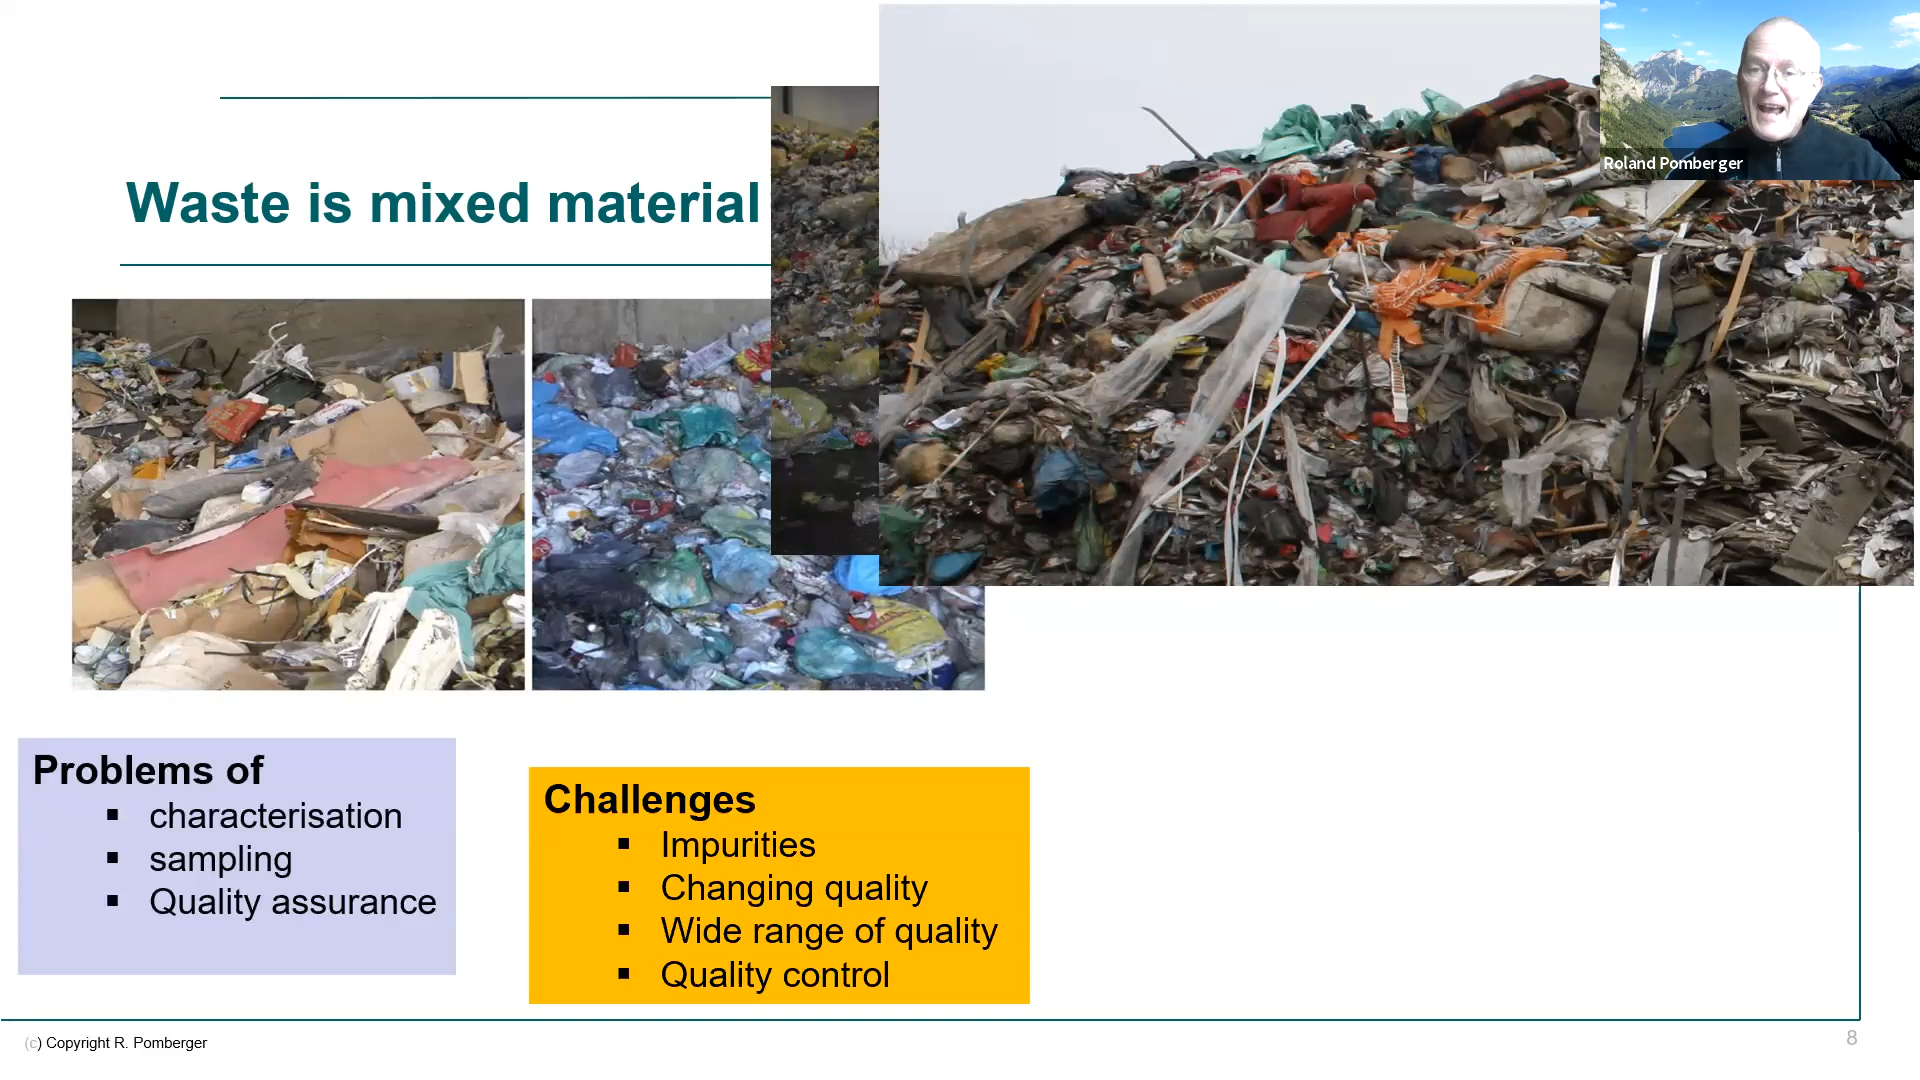 Roland Pomberger
Waste is mixed material
Problems of
▪ characterisation
▪ sampling
▪ Quality assurance
Challenges
▪ Impurities
▪ Changing quality
▪ Wide range of quality
▪ Quality control
(c) Copyright R. Pomberger
8